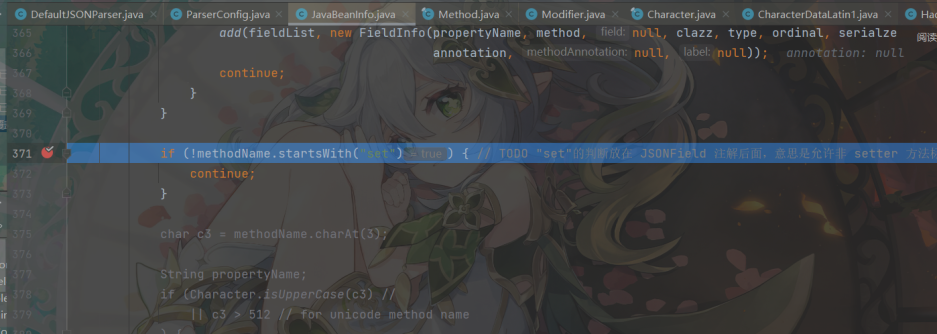 DefaultJSONParser.java × ParserConfig.java × JavaBeanInfo.java × Method.java × Modifier.java × Character.java × CharacterDataLatin1.java ×
365 add(fieldList, new FieldInfo(propertyName, method, field: null, clazz, type, ordinal, serialze 阅读
366 annotation, methodAnnotation: null, label: null)); annotation: null
367 continue;
368 }
369 }
370
371 if (!methodName.startsWith("set") = true ) { // TODO "set"的判断放在 JSONField 注解后面,意思是允许非 setter 方法
372 continue;
373 }
374
375 char c3 = methodName.charAt(3);
376
377 String propertyName;
378 if (Character.isUpperCase(c3) //
379 || c3 > 512 // for unicode method name
) {